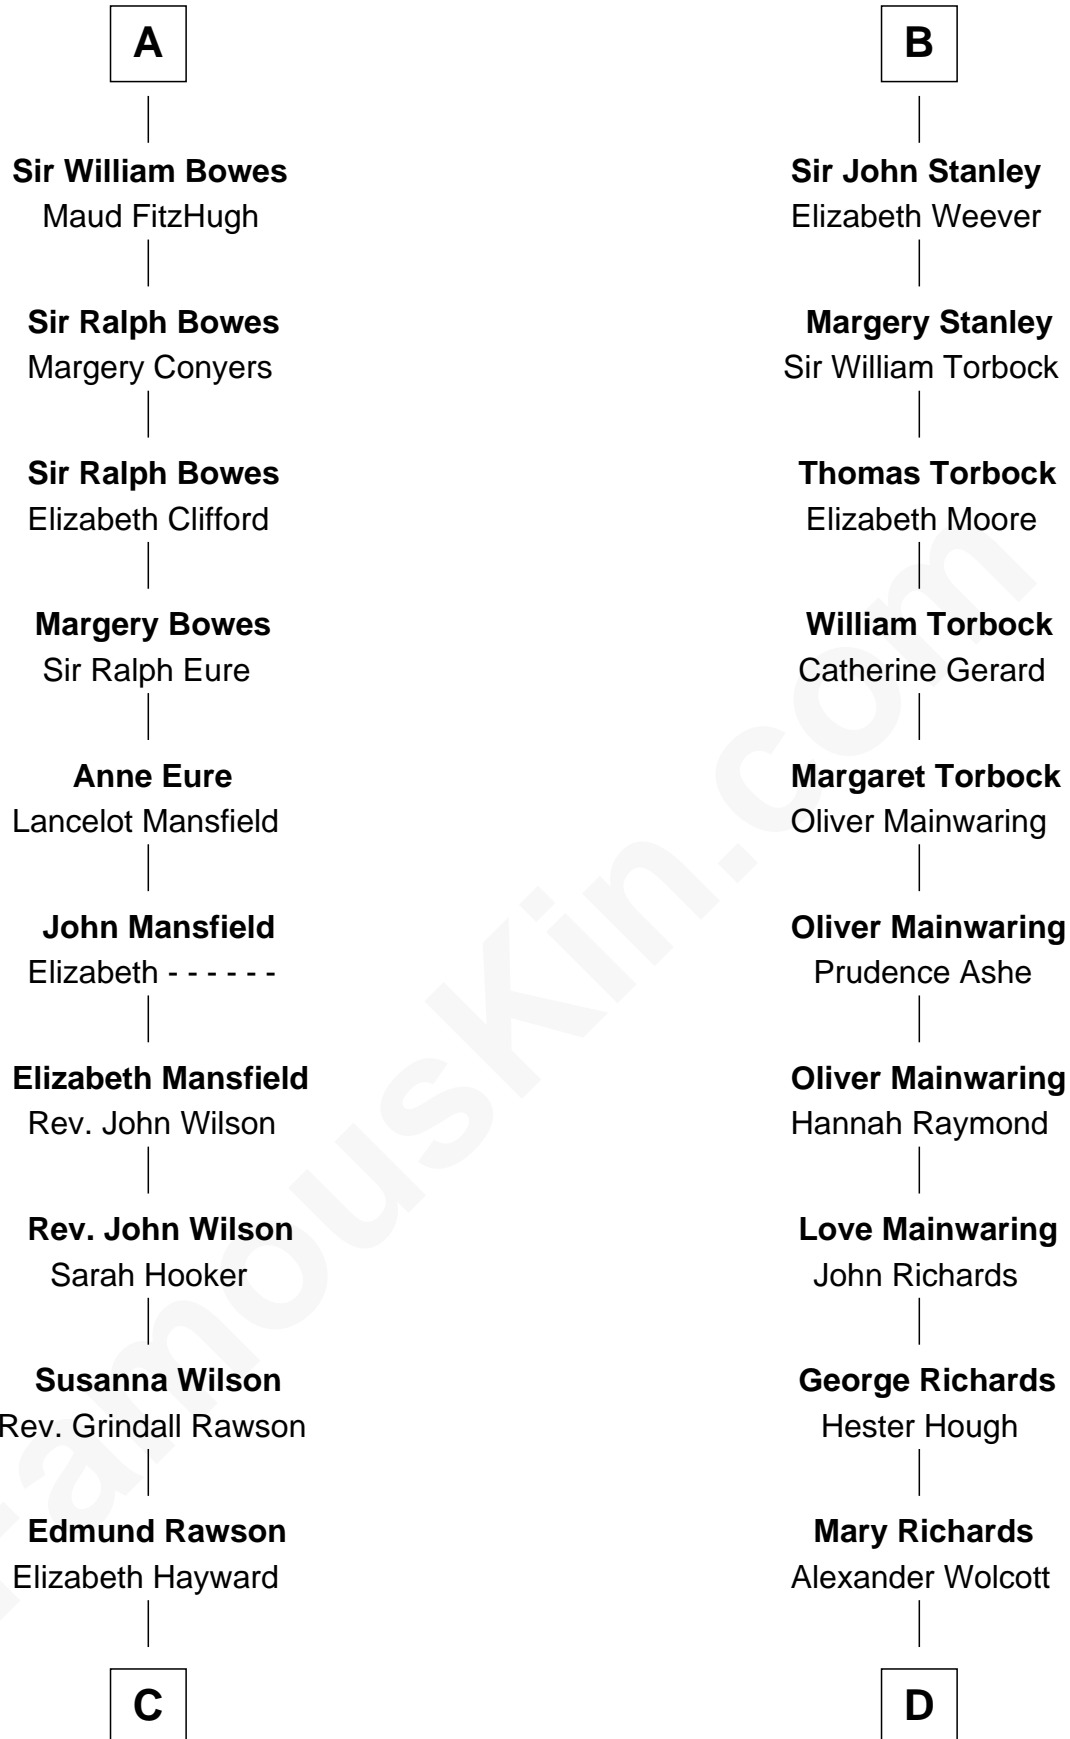 A
Sir William Bowes
Maud FitzHugh
Sir Ralph Bowes
Margery Conyers
Sir Ralph Bowes
Elizabeth Clifford
Margery Bowes
Sir Ralph Eure
Anne Eure
Lancelot Mansfield
John Mansfield
Elizabeth - - - - - -
Elizabeth Mansfield
Rev. John Wilson
Rev. John Wilson
Sarah Hooker
Susanna Wilson
Rev. Grindall Rawson
Edmund Rawson
Elizabeth Hayward
C
B
Sir John Stanley
Elizabeth Weever
Margery Stanley
Sir William Torbock
Thomas Torbock
Elizabeth Moore
William Torbock
Catherine Gerard
Margaret Torbock
Oliver Mainwaring
Oliver Mainwaring
Prudence Ashe
Oliver Mainwaring
Hannah Raymond
Love Mainwaring
John Richards
George Richards
Hester Hough
Mary Richards
Alexander Wolcott
D
FamousKin.com